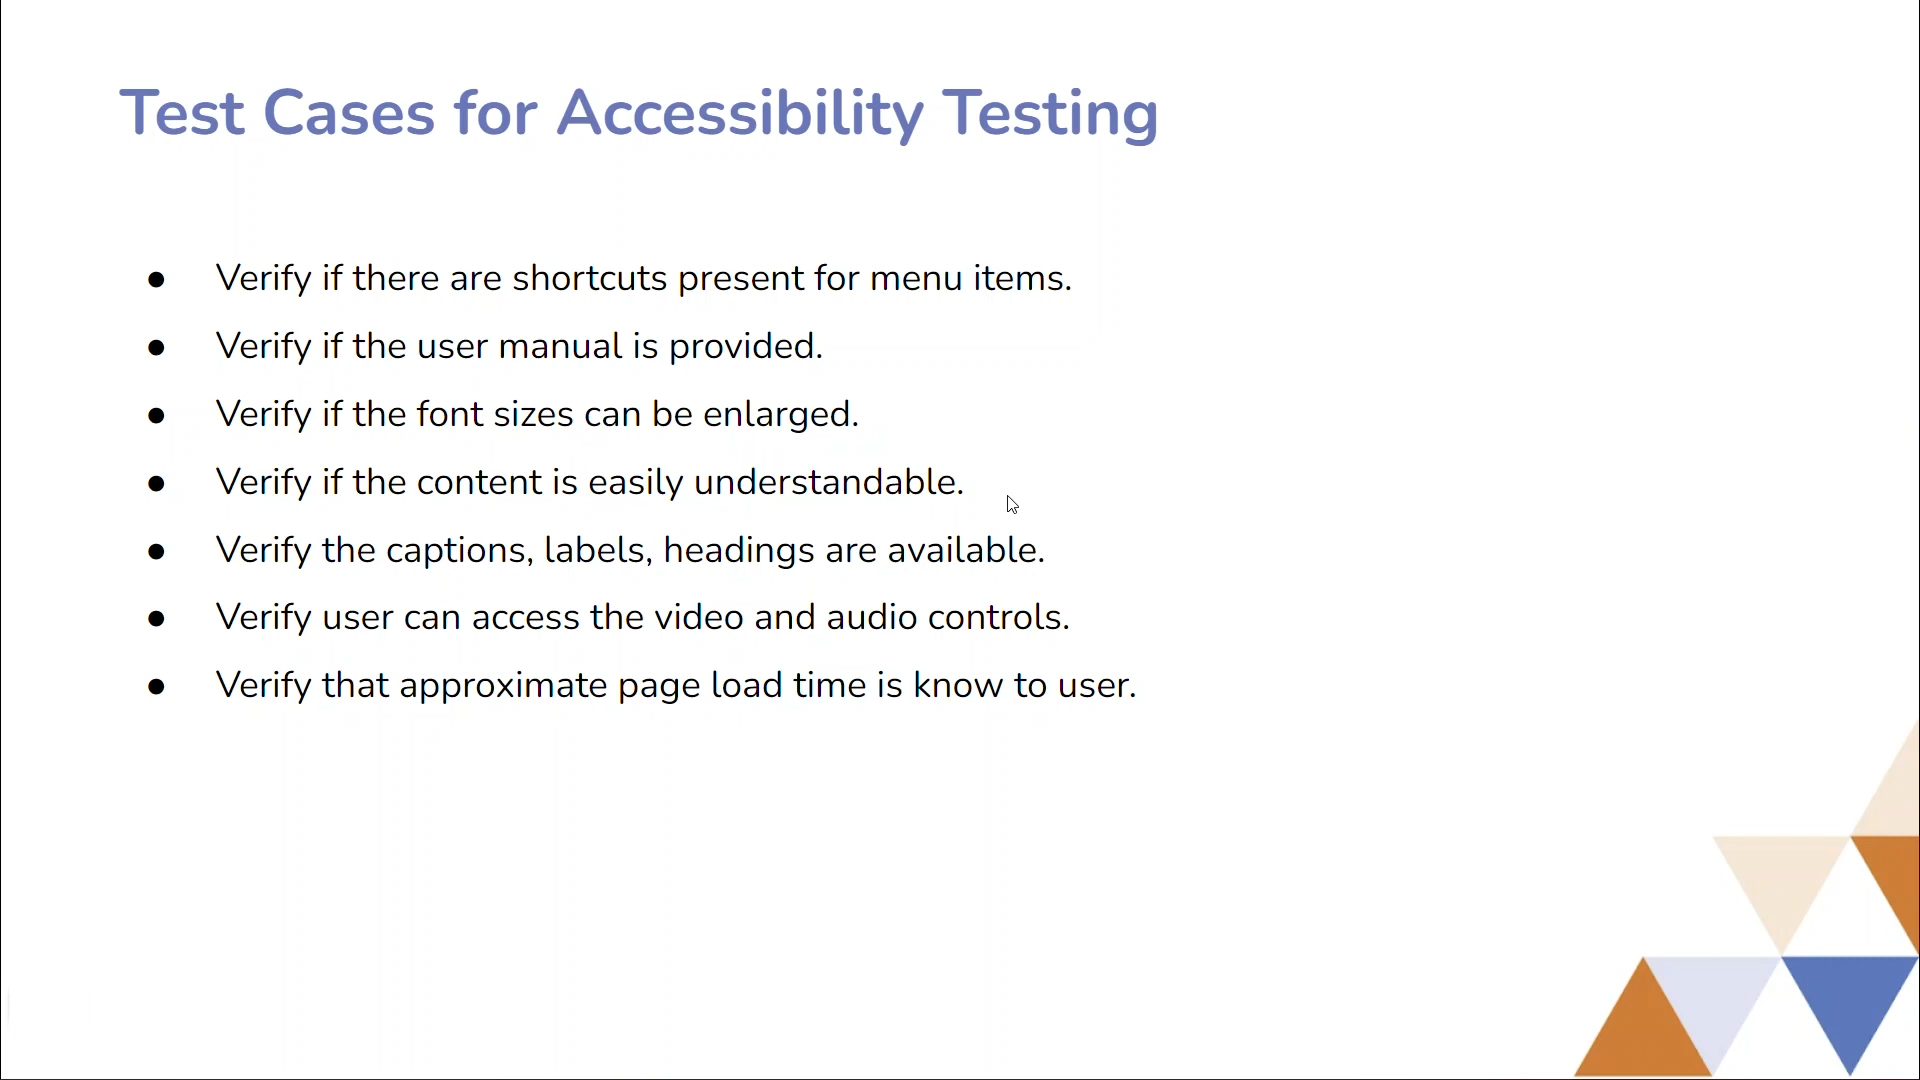 Test Cases for Accessibility Testing
● Verify if there are shortcuts present for menu items.
● Verify if the user manual is provided.
● Verify if the font sizes can be enlarged.
● Verify if the content is easily understandable.
● Verify the captions, labels, headings are available.
● Verify user can access the video and audio controls.
● Verify that approximate page load time is know to user.